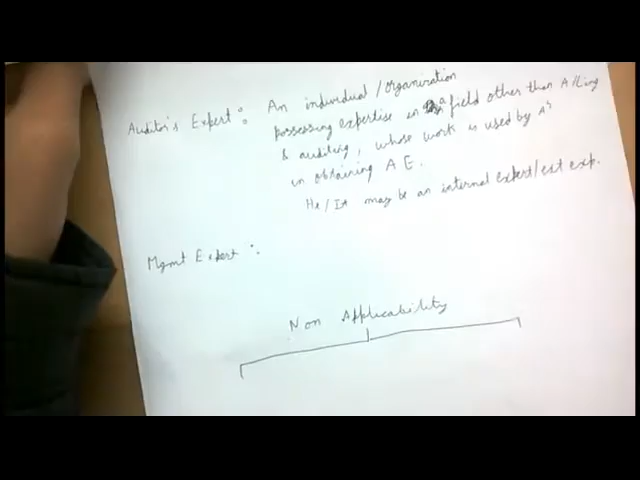 Auditor's Expert : An individual / organization
possessing expertise in a field other than A/cing
& auditing, whose work is used by A's
in obtaining A E.
He/It may be an internal expert/ext exp.
Mgmt Expert :
Non Applicability